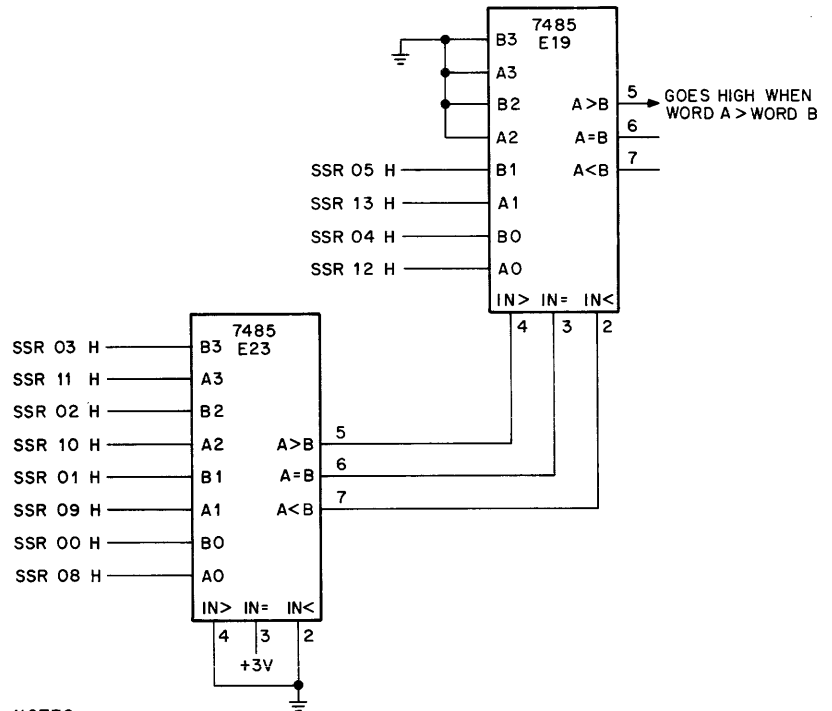 7485
E19
B3
A3
B2
A2
B1
A1
B0
A0
A>B
A=B
A<B
5
6
7
GOES HIGH WHEN
WORD A > WORD B
SSR 05 H
SSR 13 H
SSR 04 H
SSR 12 H
IN> IN= IN<
4 3 2
7485
E23
SSR 03 H B3
SSR 11 H A3
SSR 02 H B2
SSR 10 H A2 A>B 5
SSR 01 H B1 A=B 6
SSR 09 H A1 A<B 7
SSR 00 H B0
SSR 08 H A0
IN> IN= IN<
4 3 2
+3V